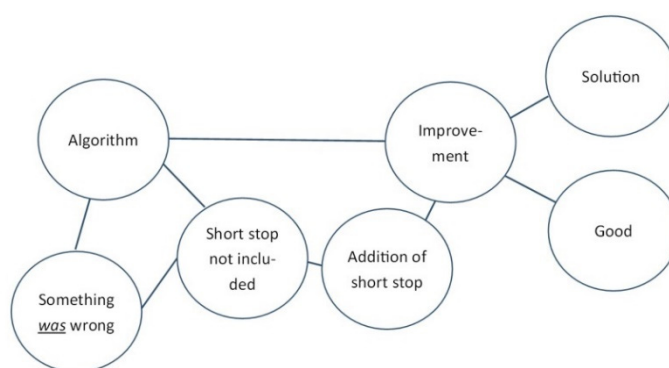 Solution
Algorithm
Improve-
ment
Short stop
not inclu-
ded
Addition of
short stop
Good
Something
was wrong